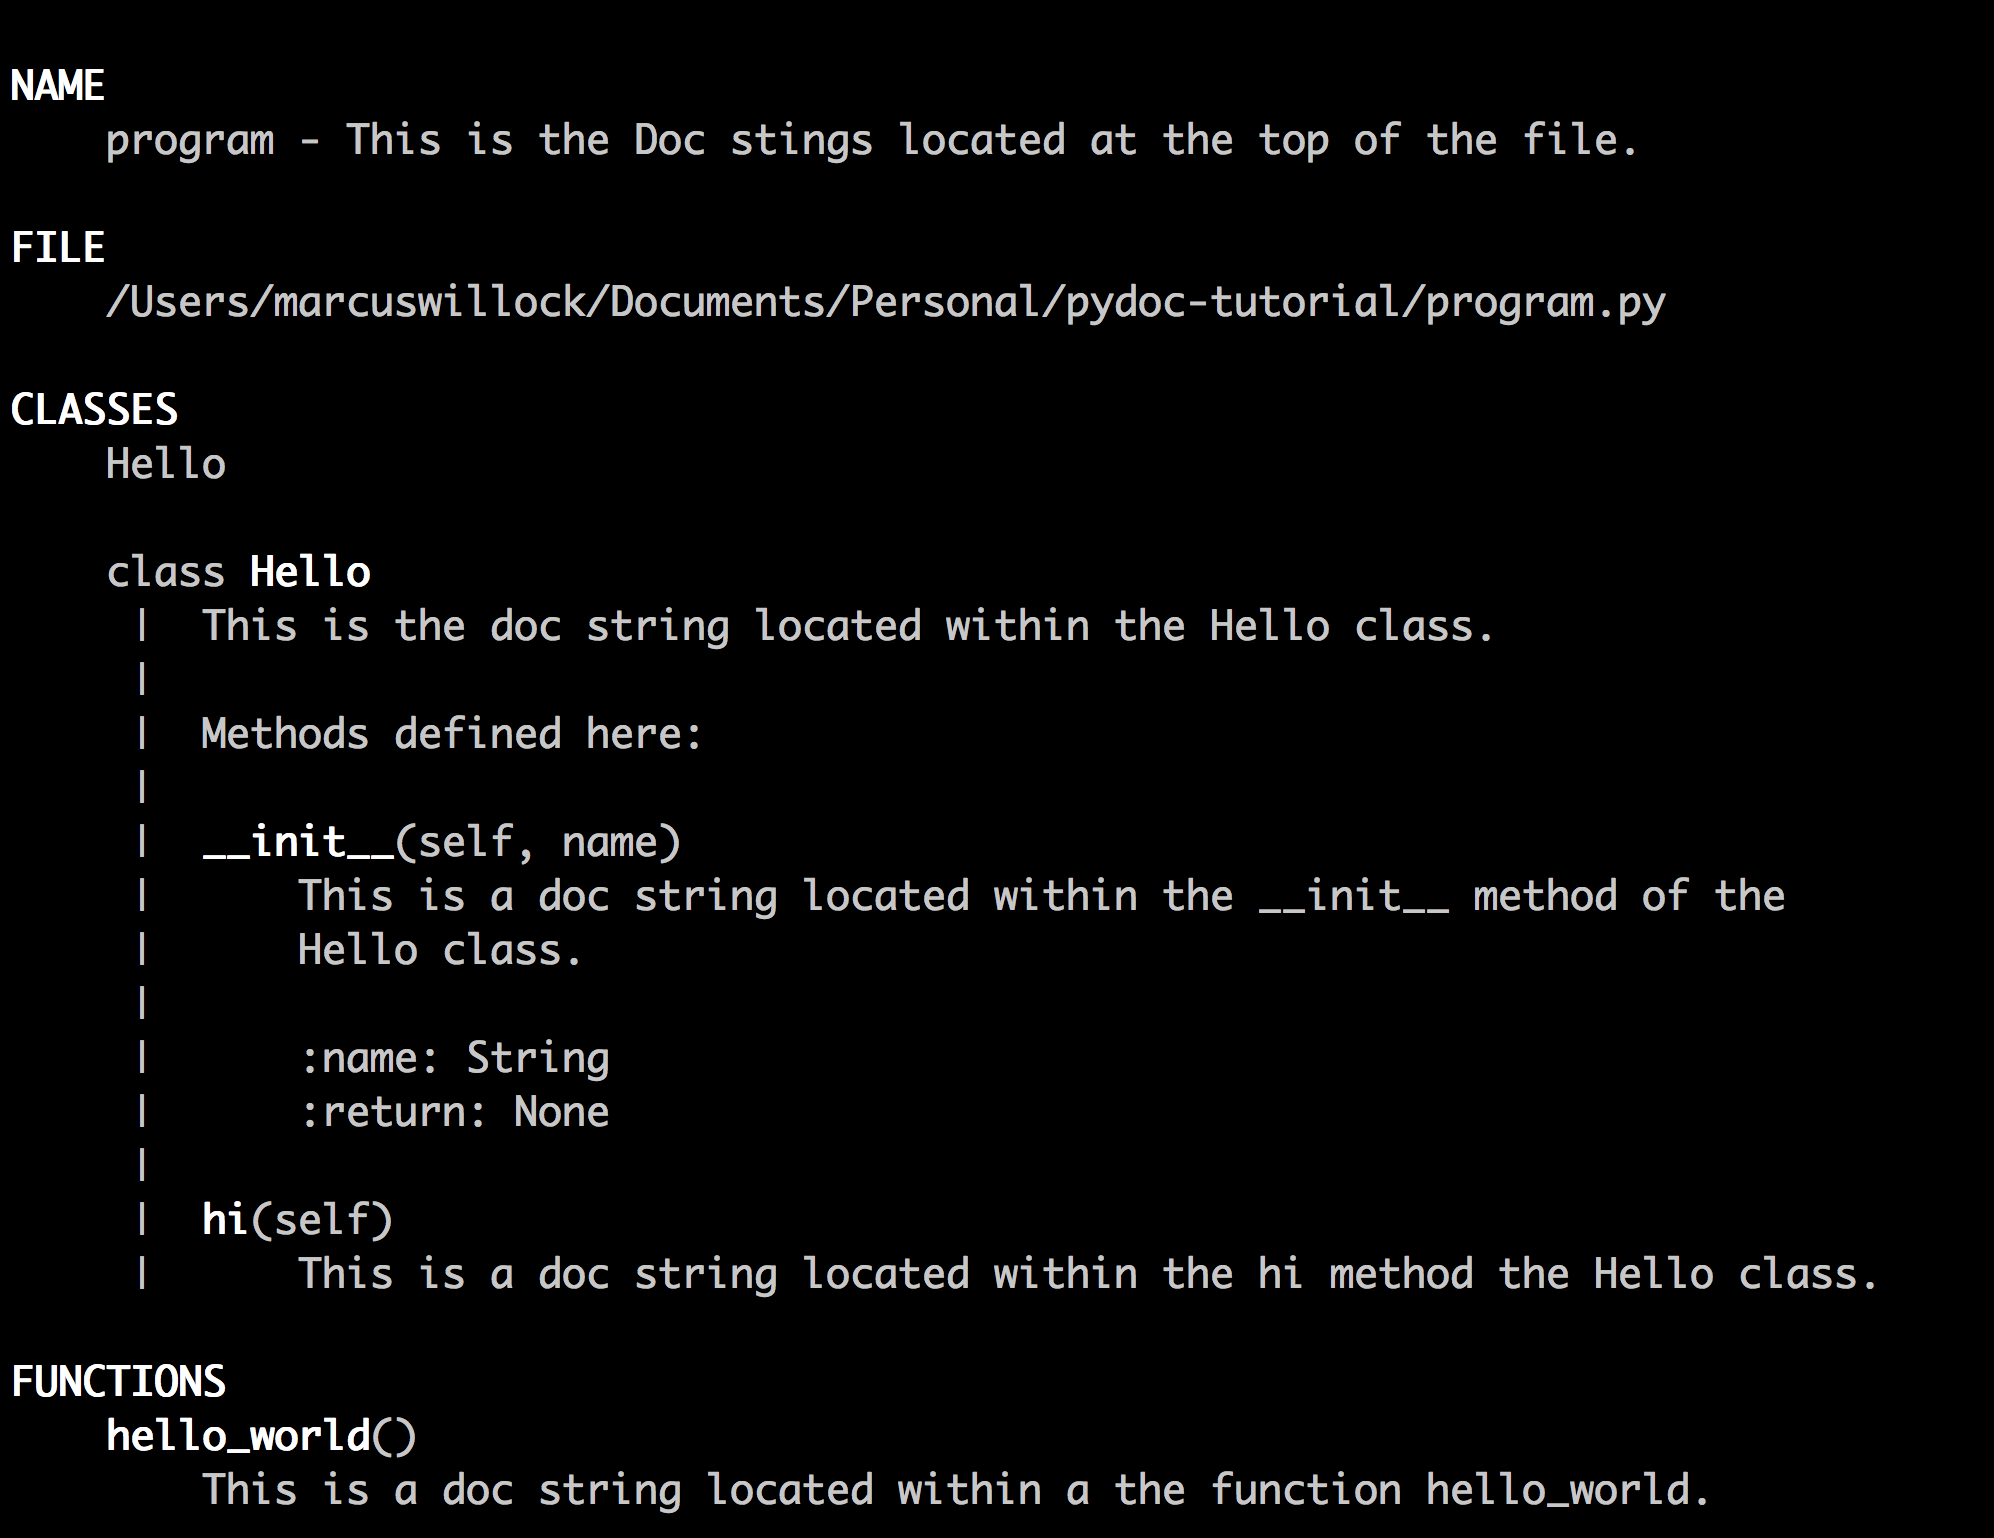 NAME
    program - This is the Doc stings located at the top of the file.

FILE
    /Users/marcuswillock/Documents/Personal/pydoc-tutorial/program.py

CLASSES
    Hello

    class Hello
     |  This is the doc string located within the Hello class.
     |
     |  Methods defined here:
     |
     |  __init__(self, name)
     |      This is a doc string located within the __init__ method of the
     |      Hello class.
     |
     |      :name: String
     |      :return: None
     |
     |  hi(self)
     |      This is a doc string located within the hi method the Hello class.

FUNCTIONS
    hello_world()
        This is a doc string located within a the function hello_world.